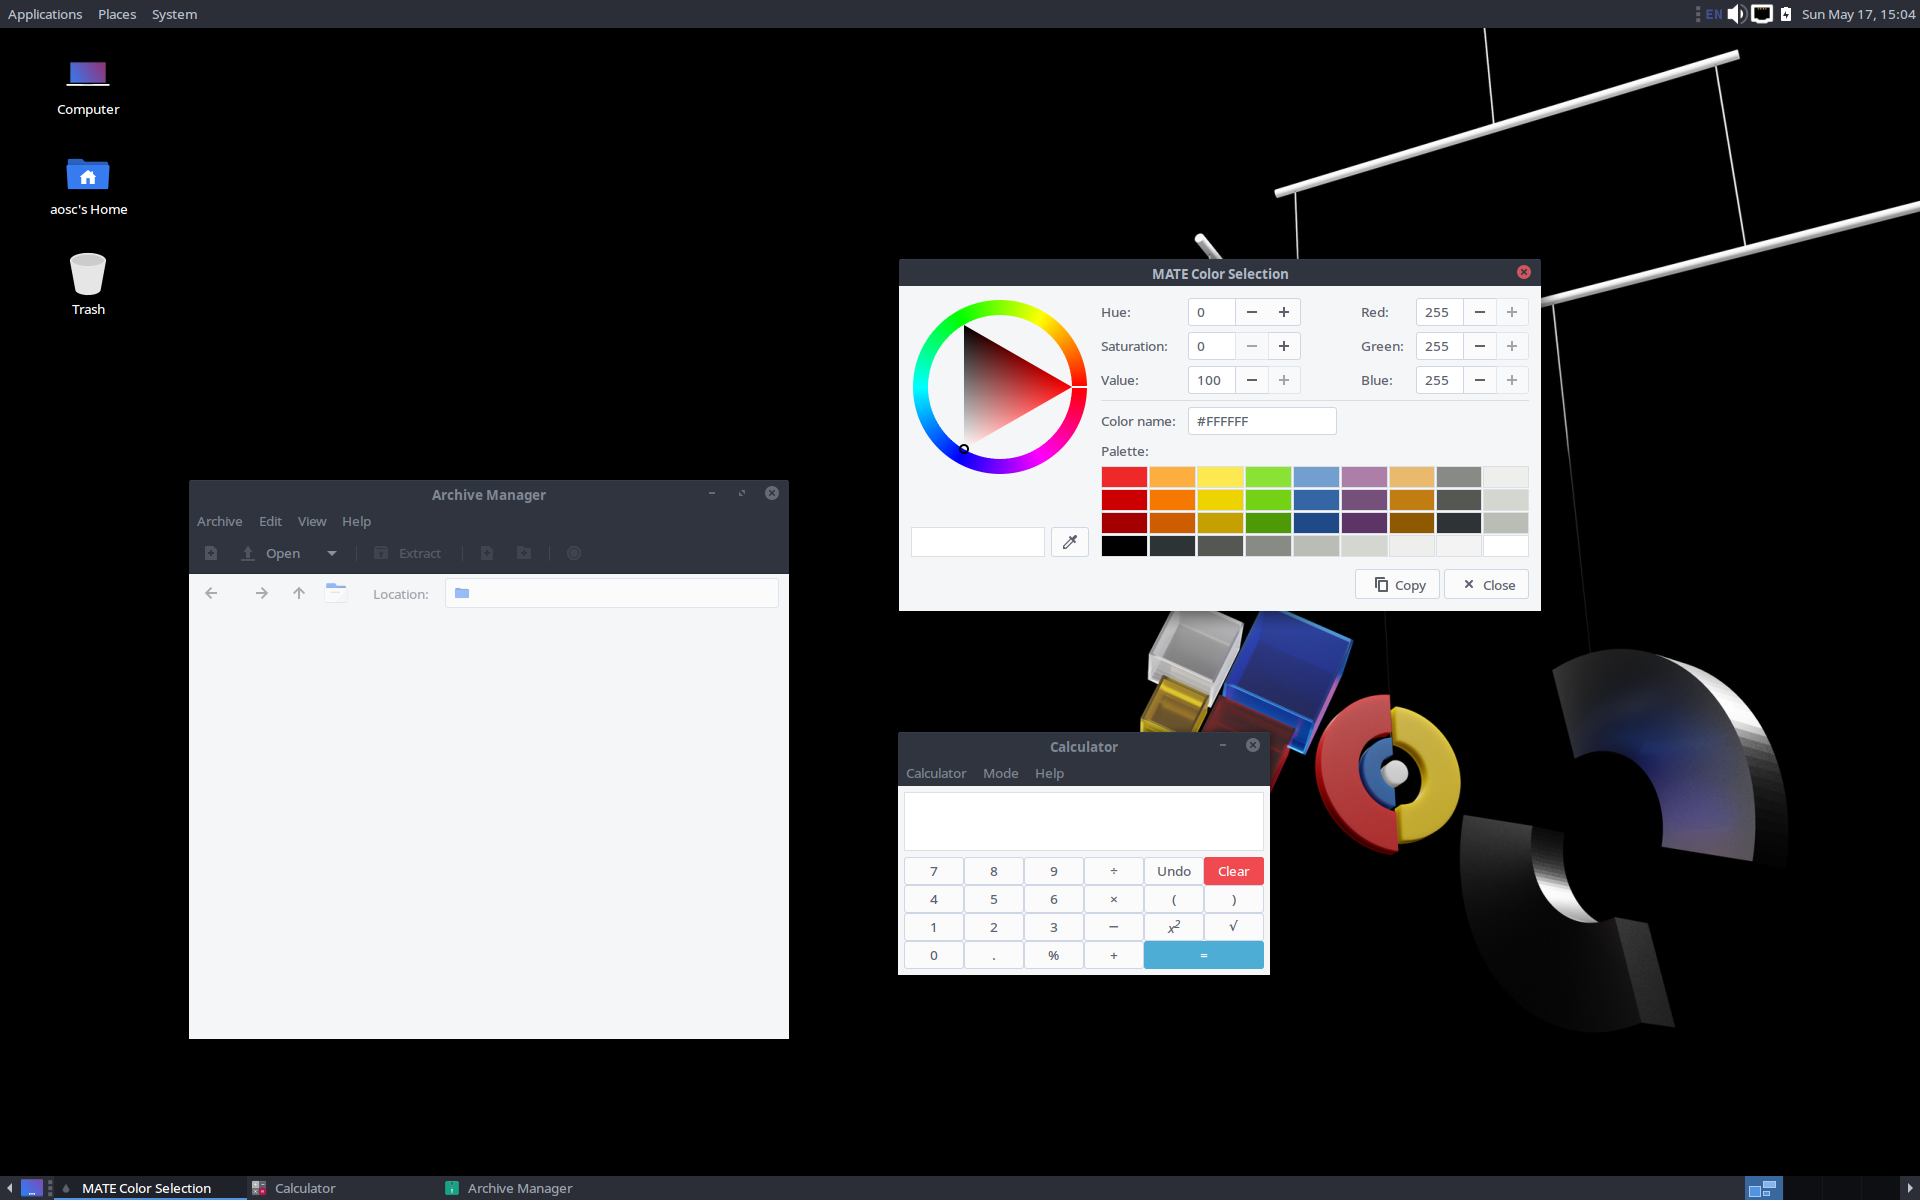 Applications Places System
EN Sun May 17, 15:04
Computer
aosc's Home
Trash
MATE Color Selection
Hue: 0 Red: 255
Saturation: 0 Green: 255
Value: 100 Blue: 255
Color name: #FFFFFF
Palette:
Copy Close
Archive Manager
Archive Edit View Help
Open Extract
Location:
Calculator
Calculator Mode Help
7 8 9 ÷ Undo Clear
4 5 6 × ( )
1 2 3 − x² √
0 . % + =
MATE Color Selection Calculator Archive Manager